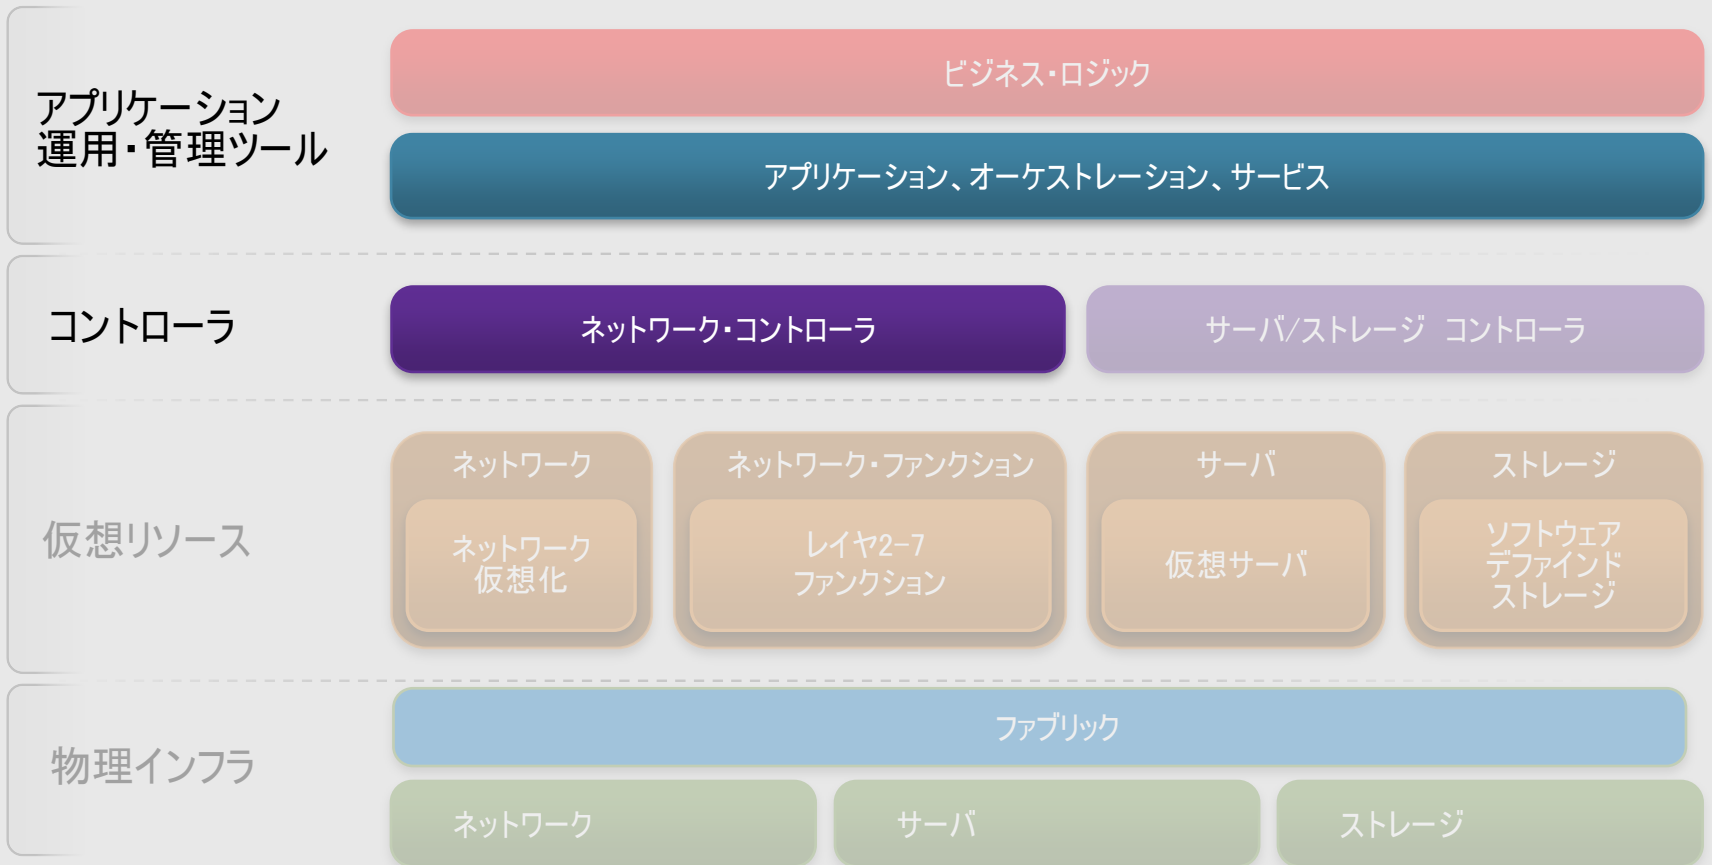 ビジネス・ロジック
アプリケーション
運用・管理ツール
アプリケーション、オーケストレーション、サービス
コントローラ
ネットワーク・コントローラ
サーバ/ストレージ コントローラ
仮想リソース
ネットワーク
ネットワーク
仮想化
ネットワーク・ファンクション
レイヤ2-7
ファンクション
サーバ
仮想サーバ
ストレージ
ソフトウェア
デファインド
ストレージ
物理インフラ
ファブリック
ネットワーク
サーバ
ストレージ